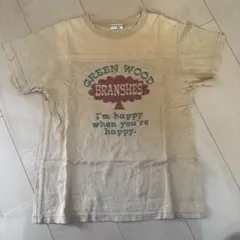 GREEN WOOD
BRANSHES
I'm happy
when you're
happy.